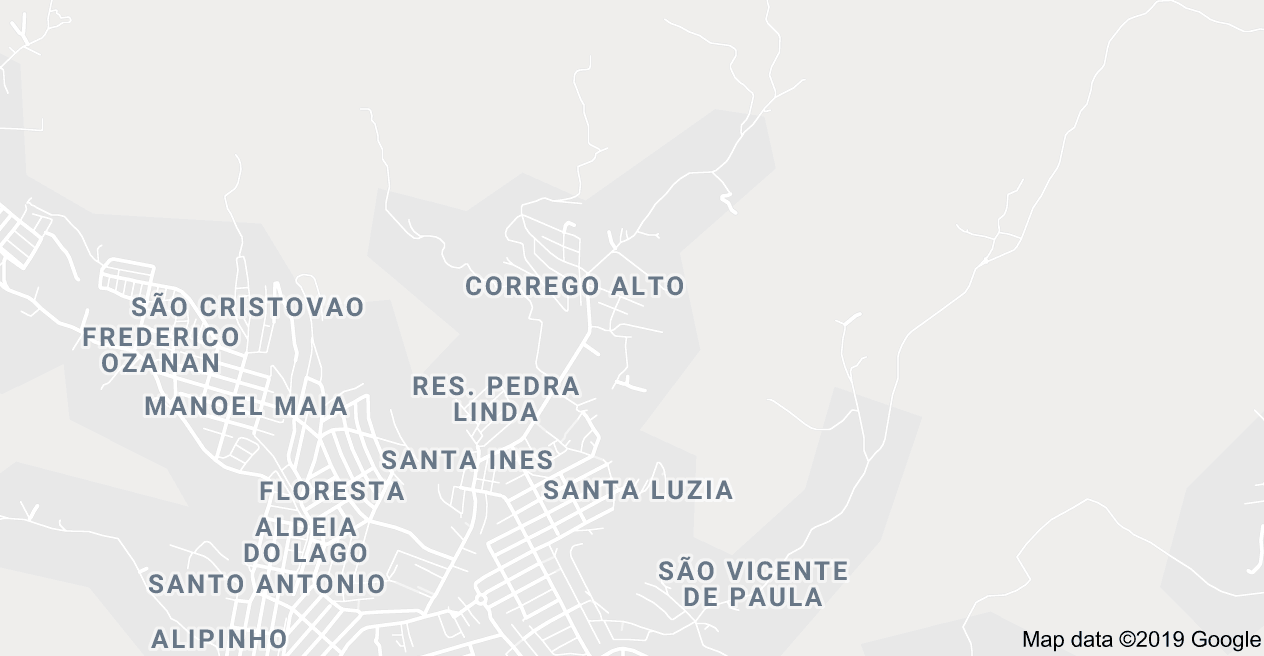 CORREGO ALTO
SÃO CRISTOVAO
FREDERICO
OZANAN
RES. PEDRA
LINDA
MANOEL MAIA
SANTA INES
FLORESTA
SANTA LUZIA
ALDEIA
DO LAGO
SÃO VICENTE
DE PAULA
SANTO ANTONIO
ALIPINHO
Map data ©2019 Google